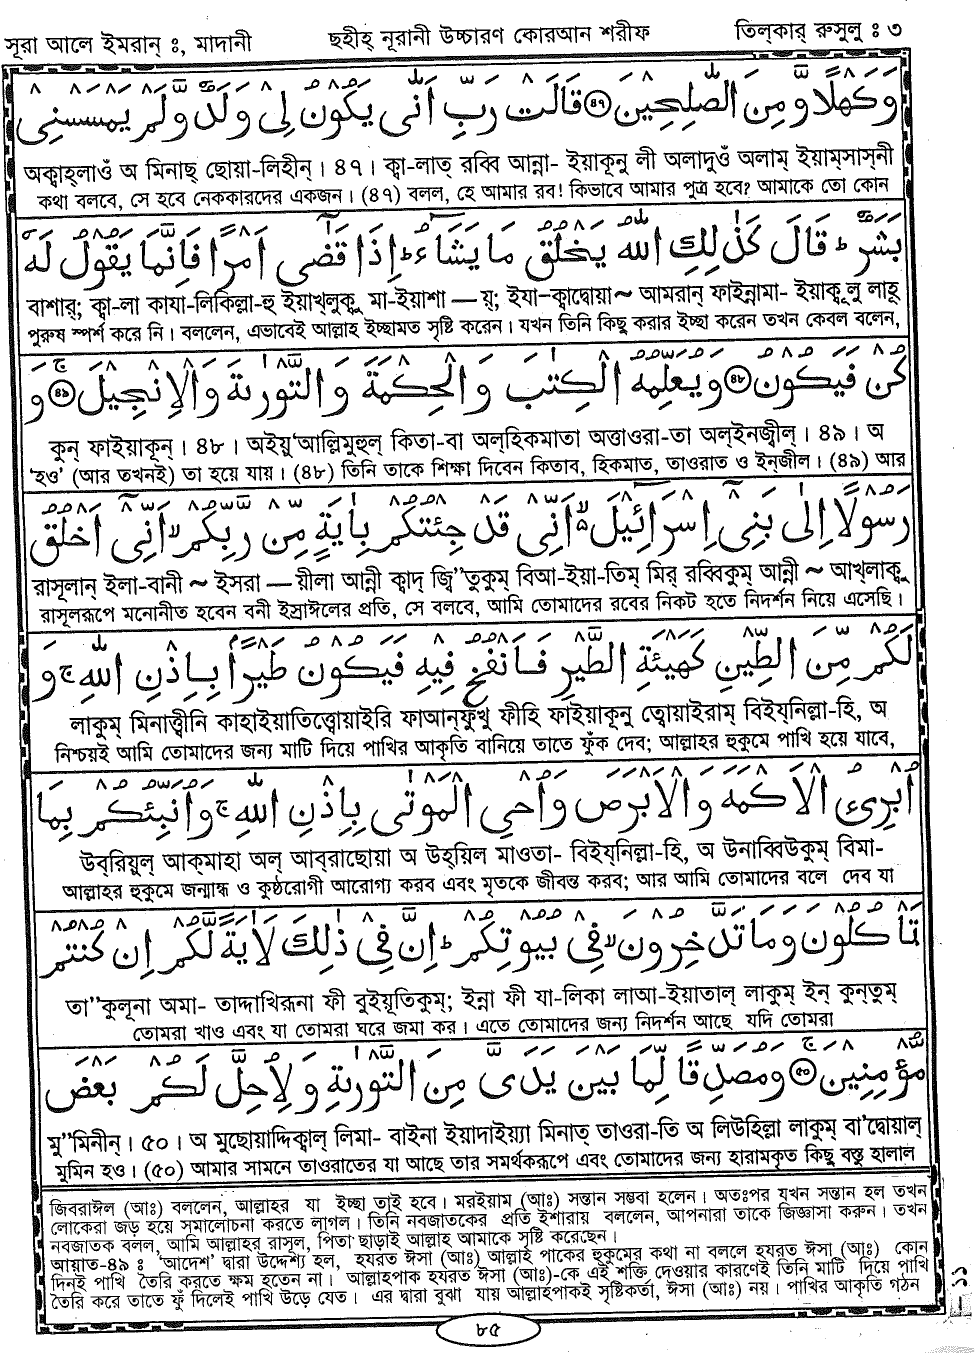 সূরা আলে ইমরান্ ঃ, মাদানী ছহীহ্ নূরানী উচ্চারণ কোরআন শরীফ তিল্‌কার্ রুসুলু ঃ ৩
وَكَهْلًا وَّمِنَ الصّٰلِحِيْنَ ﴿٤٦﴾ قَالَتْ رَبِّ اَنّٰى يَكُوْنُ لِيْ وَلَدٌ وَّلَمْ يَمْسَسْنِيْ
অকাহ্‌লাওঁ অ মিনাছ্ ছোয়া-লিহীন্। ৪৭। ক্বা-লাত্ রব্বি আন্না- ইয়াকূনু লী অলাদুওঁ অলাম্ ইয়াম্‌সাস্‌নী
কথা বলবে, সে হবে নেককারদের একজন। (৪৭) বলল, হে আমার রব! কিভাবে আমার পুত্র হবে? আমাকে তো কোন
بَشَرٌ ؕ قَالَ كَذٰلِكِ اللّٰهُ يَخْلُقُ مَا يَشَآءُ ؕ اِذَا قَضٰۤى اَمْرًا فَاِنَّمَا يَقُوْلُ لَهٗ
বাশার্; ক্বা-লা কাযা-লিকিল্লা-হু ইয়াখ্‌লুকু মা-ইয়াশা — য়্; ইযা-ক্বাদ্বোয়া~ আমরান্ ফাইন্নামা- ইয়াকূলু লাহূ
পুরুষ স্পর্শ করে নি। বললেন, এভাবেই আল্লাহ ইচ্ছামত সৃষ্টি করেন। যখন তিনি কিছু করার ইচ্ছা করেন তখন কেবল বলেন,
كُنْ فَيَكُوْنُ ﴿٤٧﴾ وَيُعَلِّمُهُ الْكِتٰبَ وَالْحِكْمَةَ وَالتَّوْرٰىةَ وَالْاِنْجِيْلَ ۚ ﴿٤٨﴾ وَ
কুন্ ফাইয়াকূন্। ৪৮। অইয়ু'আল্লিমুহুল্ কিতা-বা অল্‌হিকমাতা অত্তাওরা-তা অল্‌ইনজ্বীল্। ৪৯। অ
'হও' (আর তখনই) তা হয়ে যায়। (৪৮) তিনি তাকে শিক্ষা দিবেন কিতাব, হিকমাত, তাওরাত ও ইন্‌জীল। (৪৯) আর
رَسُوْلًا اِلٰى بَنِيْۤ اِسْرَآءِيْلَ ۙ اَنِّيْ قَدْ جِئْتُكُمْ بِاٰيَةٍ مِّنْ رَّبِّكُمْ ۙ اَنِّيْۤ اَخْلُقُ
রাসূলান্ ইলা-বানী ~ ইসরা — য়ীলা আন্নী ক্বাদ্ জ্বি"তুকুম্ বিআ-ইয়া-তিম্ মির্ রব্বিকুম্ আন্নী ~ আখ্‌লাকু
রাসূলরূপে মনোনীত হবেন বনী ইস্রাঈলের প্রতি, সে বলবে, আমি তোমাদের রবের নিকট হতে নিদর্শন নিয়ে এসেছি।
لَكُمْ مِّنَ الطِّيْنِ كَهَيْئَةِ الطَّيْرِ فَاَنْفُخُ فِيْهِ فَيَكُوْنُ طَيْرًۢا بِاِذْنِ اللّٰهِ ۚ وَ
লাকুম্ মিনাত্ত্বীনি কাহাইয়াতিত্ত্বোয়াইরি ফাআন্‌ফুখু ফীহি ফাইয়াকূনু ত্বোয়াইরাম্ বিইয্‌নিল্লা-হি, অ
নিশ্চয়ই আমি তোমাদের জন্য মাটি দিয়ে পাখির আকৃতি বানিয়ে তাতে ফুঁক দেব; আল্লাহর হুকুমে পাখি হয়ে যাবে,
اُبْرِئُ الْاَكْمَهَ وَالْاَبْرَصَ وَاُحْيِ الْمَوْتٰى بِاِذْنِ اللّٰهِ ۚ وَاُنَبِّئُكُمْ بِمَا
উব্‌রিয়ুল্ আক্‌মাহা অল্ আব্‌রাছোয়া অ উহ্‌য়িল মাওতা- বিইয্‌নিল্লা-হি, অ উনাব্বিউকুম্ বিমা-
আল্লাহর হুকুমে জন্মান্ধ ও কুষ্ঠরোগী আরোগ্য করব এবং মৃতকে জীবন্ত করব; আর আমি তোমাদের বলে দেব যা
تَاْكُلُوْنَ وَمَا تَدَّخِرُوْنَ ۙ فِيْ بُيُوْتِكُمْ ؕ اِنَّ فِيْ ذٰلِكَ لَاٰيَةً لَّكُمْ اِنْ كُنْتُمْ
তা"কুলূনা অমা- তাদ্দাখিরূনা ফী বুইয়ূতিকুম্; ইন্না ফী যা-লিকা লাআ-ইয়াতাল্ লাকুম্ ইন্ কুন্‌তুম্
তোমরা খাও এবং যা তোমরা ঘরে জমা কর। এতে তোমাদের জন্য নিদর্শন আছে যদি তোমরা
مُّؤْمِنِيْنَ ۚ ﴿٥٠﴾ وَمُصَدِّقًا لِّمَا بَيْنَ يَدَيَّ مِنَ التَّوْرٰىةِ وَلِاُحِلَّ لَكُمْ بَعْضَ
মু"মিনীন্। ৫০। অ মুছোয়াদ্দিক্বাল্ লিমা- বাইনা ইয়াদাইয়্যা মিনাত্ তাওরা-তি অ লিউহিল্লা লাকুম্ বা'দ্বোয়াল্
মুমিন হও। (৫০) আমার সামনে তাওরাতের যা আছে তার সমর্থকরূপে এবং তোমাদের জন্য হারামকৃত কিছু বস্তু হালাল
জিবরাঈল (আঃ) বললেন, আল্লাহর যা ইচ্ছা তাই হবে। মরইয়াম (আঃ) সন্তান সম্ভবা হলেন। অতঃপর যখন সন্তান হল তখন
লোকেরা জড় হয়ে সমালোচনা করতে লাগল। তিনি নবজাতকের প্রতি ইশারায় বললেন, আপনারা তাকে জিজ্ঞাসা করুন। তখন
নবজাতক বলল, আমি আল্লাহর রাসূল, পিতা ছাড়াই আল্লাহ আমাকে সৃষ্টি করেছেন।
আয়াত-৪৯ ঃ 'আদেশ' দ্বারা উদ্দেশ্য হল, হযরত ঈসা (আঃ) আল্লাহ পাকের হুকুমের কথা না বললে হযরত ঈসা (আঃ) কোন
দিনই পাখি তৈরি করতে ক্ষম হতেন না। আল্লাহপাক হযরত ঈসা (আঃ)-কে এই শক্তি দেওয়ার কারণেই তিনি মাটি দিয়ে পাখি
তৈরি করে তাতে ফুঁ দিলেই পাখি উড়ে যেত। এর দ্বারা বুঝা যায় আল্লাহপাকই সৃষ্টিকর্তা, ঈসা (আঃ) নয়। পাখির আকৃতি গঠন
৮৫